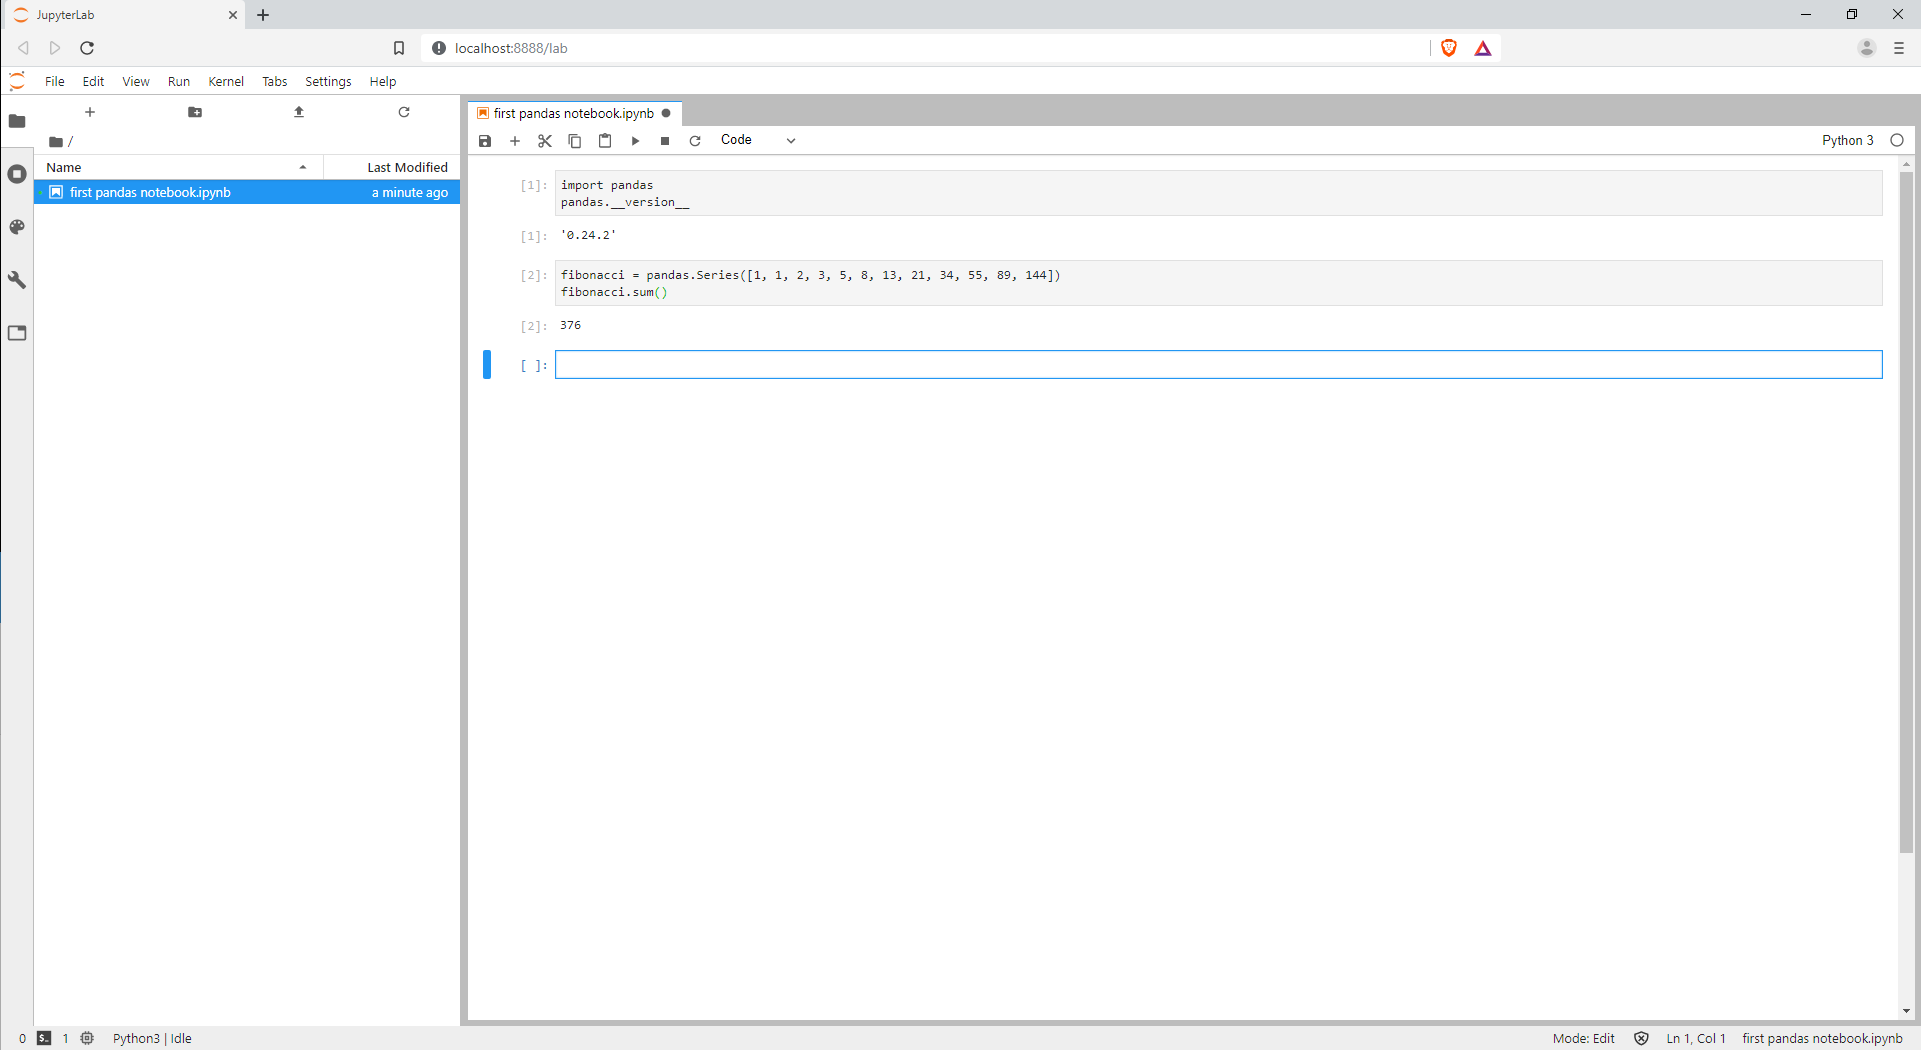 JupyterLab
localhost:8888/lab
File Edit View Run Kernel Tabs Settings Help
/
Name Last Modified
first pandas notebook.ipynb a minute ago
first pandas notebook.ipynb
Code
Python 3
[1]: import pandas
pandas.__version__
[1]: '0.24.2'
[2]: fibonacci = pandas.Series([1, 1, 2, 3, 5, 8, 13, 21, 34, 55, 89, 144])
fibonacci.sum()
[2]: 376
[ ]:
0 $_ 1 Python3 | Idle
Mode: Edit Ln 1, Col 1 first pandas notebook.ipynb